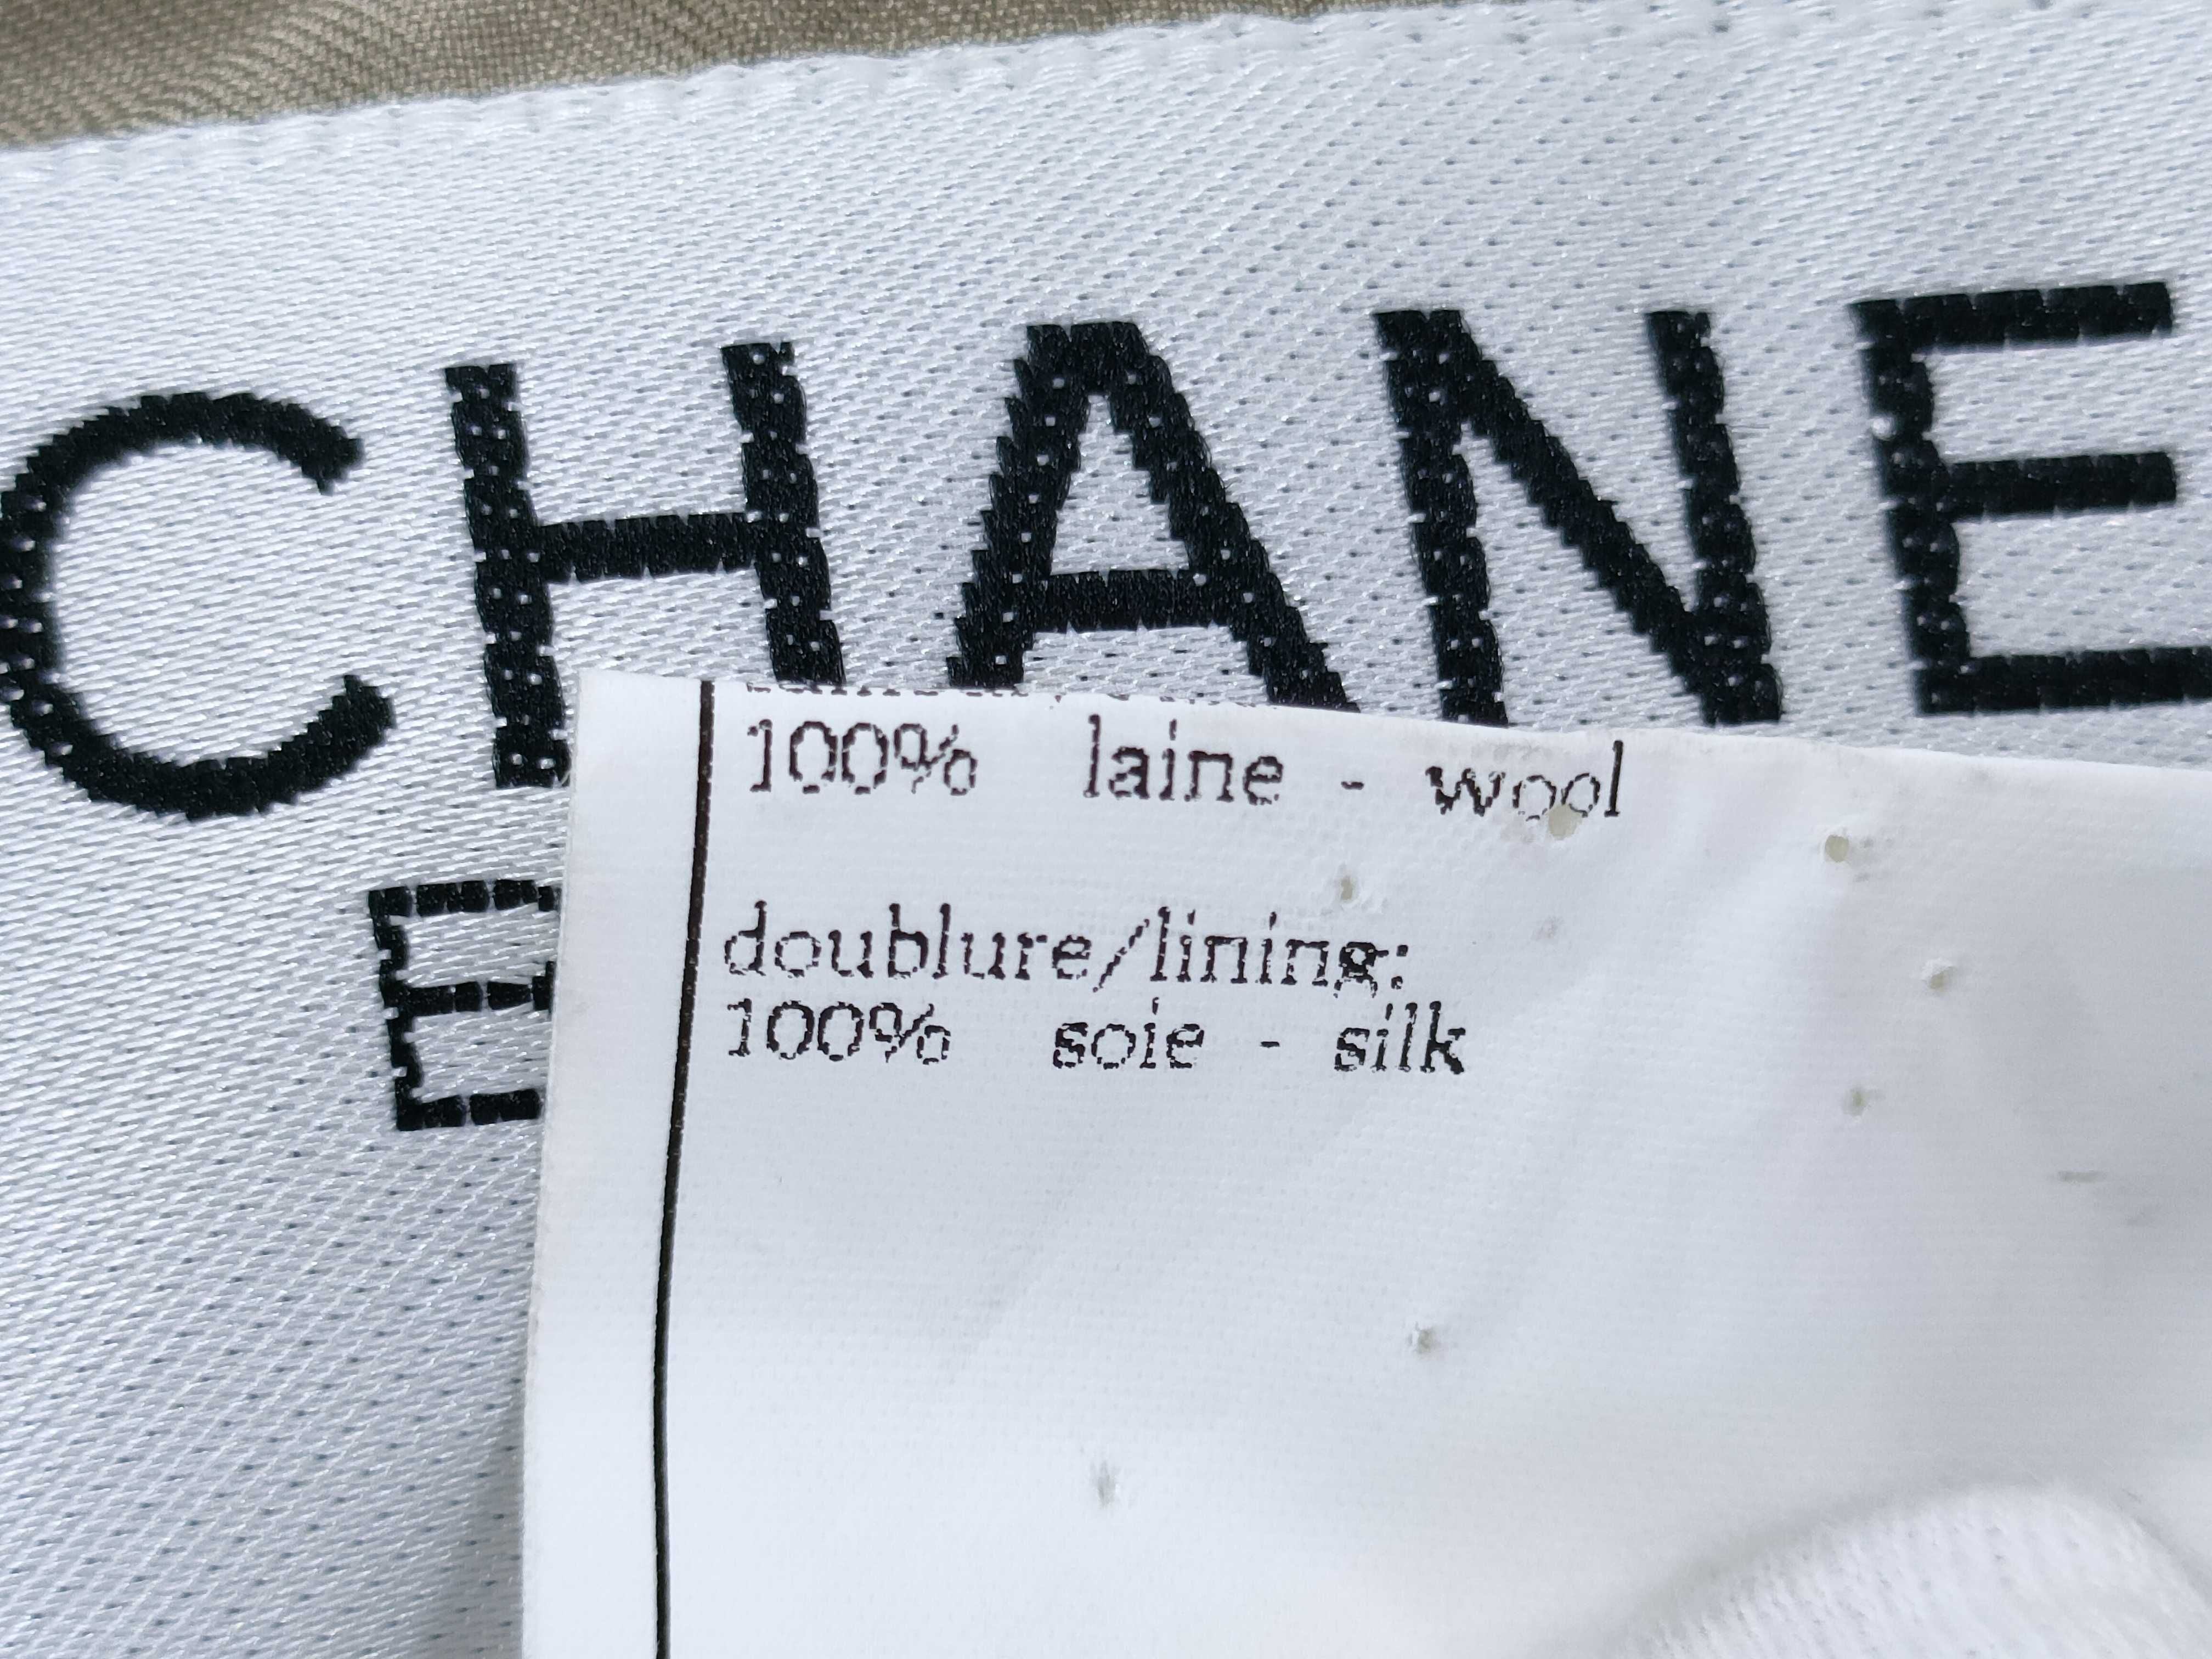 CHANE
B
100% laine - wool
doublure/lining:
100% soie - silk